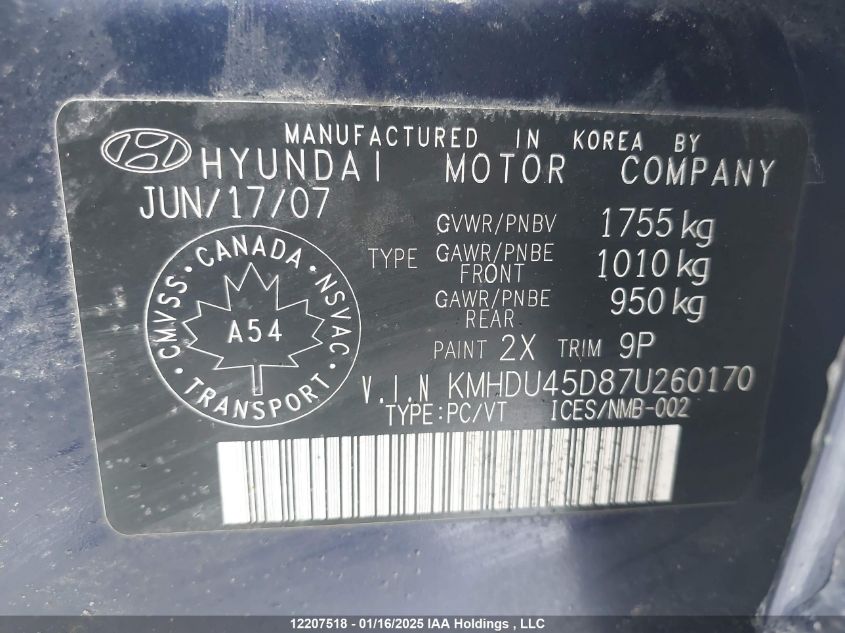 MANUFACTURED IN KOREA BY
HYUNDAI MOTOR COMPANY
JUN/17/07
GVWR/PNBV 1755 kg
TYPE GAWR/PNBE FRONT 1010 kg
GAWR/PNBE REAR 950 kg
PAINT 2X TRIM 9P
CANADA · NSVAC · TRANSPORT · CMVSS ·
A54
V.I.N KMHDU45D87U260170
TYPE:PC/VT ICES/NMB-002
12207518 - 01/16/2025 IAA Holdings , LLC